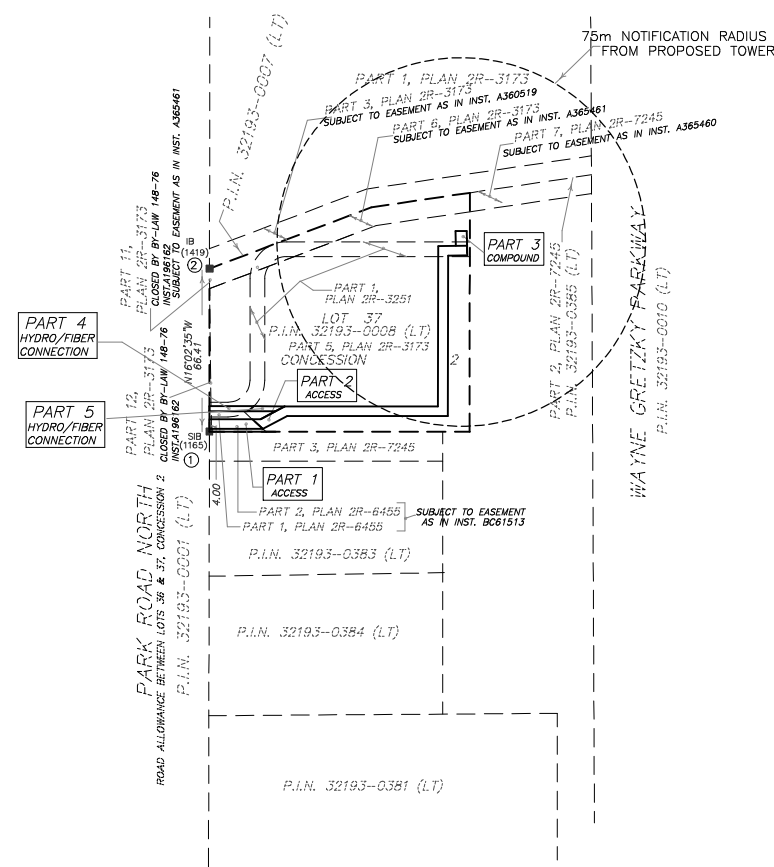 75m NOTIFICATION RADIUS
FROM PROPOSED TOWER
P.I.N. 32193--0007 (LT)
PART 1, PLAN 2R--3173
PART 3, PLAN 2R--3173
SUBJECT TO EASEMENT AS IN INST. A360519
PART 6, PLAN 2R--3173
SUBJECT TO EASEMENT AS IN INST. A365461
PART 7, PLAN 2R--7245
SUBJECT TO EASEMENT AS IN INST. A365460
PART 11,
PLAN 2R--3173
CLOSED BY BY-LAW 148-76
INST.A196162
SUBJECT TO EASEMENT AS IN INST. A365461
IB
(1419)
2
PART 3
COMPOUND
PART 2, PLAN 2R--7245
P.I.N. 32193--0385 (LT)
WAYNE GRETZKY PARKWAY
P.I.N. 32193--0010 (LT)
PART 1,
PLAN 2R--3251
LOT 37
P.I.N. 32193--0008 (LT)
PART 5, PLAN 2R--3173
CONCESSION
2
PART 4
HYDRO/FIBER
CONNECTION
N16°02'35"W
66.41
PART 2
ACCESS
PART 5
HYDRO/FIBER
CONNECTION
PART 12,
PLAN 2R--3173
CLOSED BY BY-LAW 148-76
INST.A196162
SIB
(1165)
1
PART 3, PLAN 2R--7245
PART 1
ACCESS
4.00
PART 2, PLAN 2R--6455
PART 1, PLAN 2R--6455
SUBJECT TO EASEMENT
AS IN INST. BC61513
P.I.N. 32193--0383 (LT)
PARK ROAD NORTH
ROAD ALLOWANCE BETWEEN LOTS 36 & 37, CONCESSION 2
P.I.N. 32193--0001 (LT)
P.I.N. 32193--0384 (LT)
P.I.N. 32193--0381 (LT)